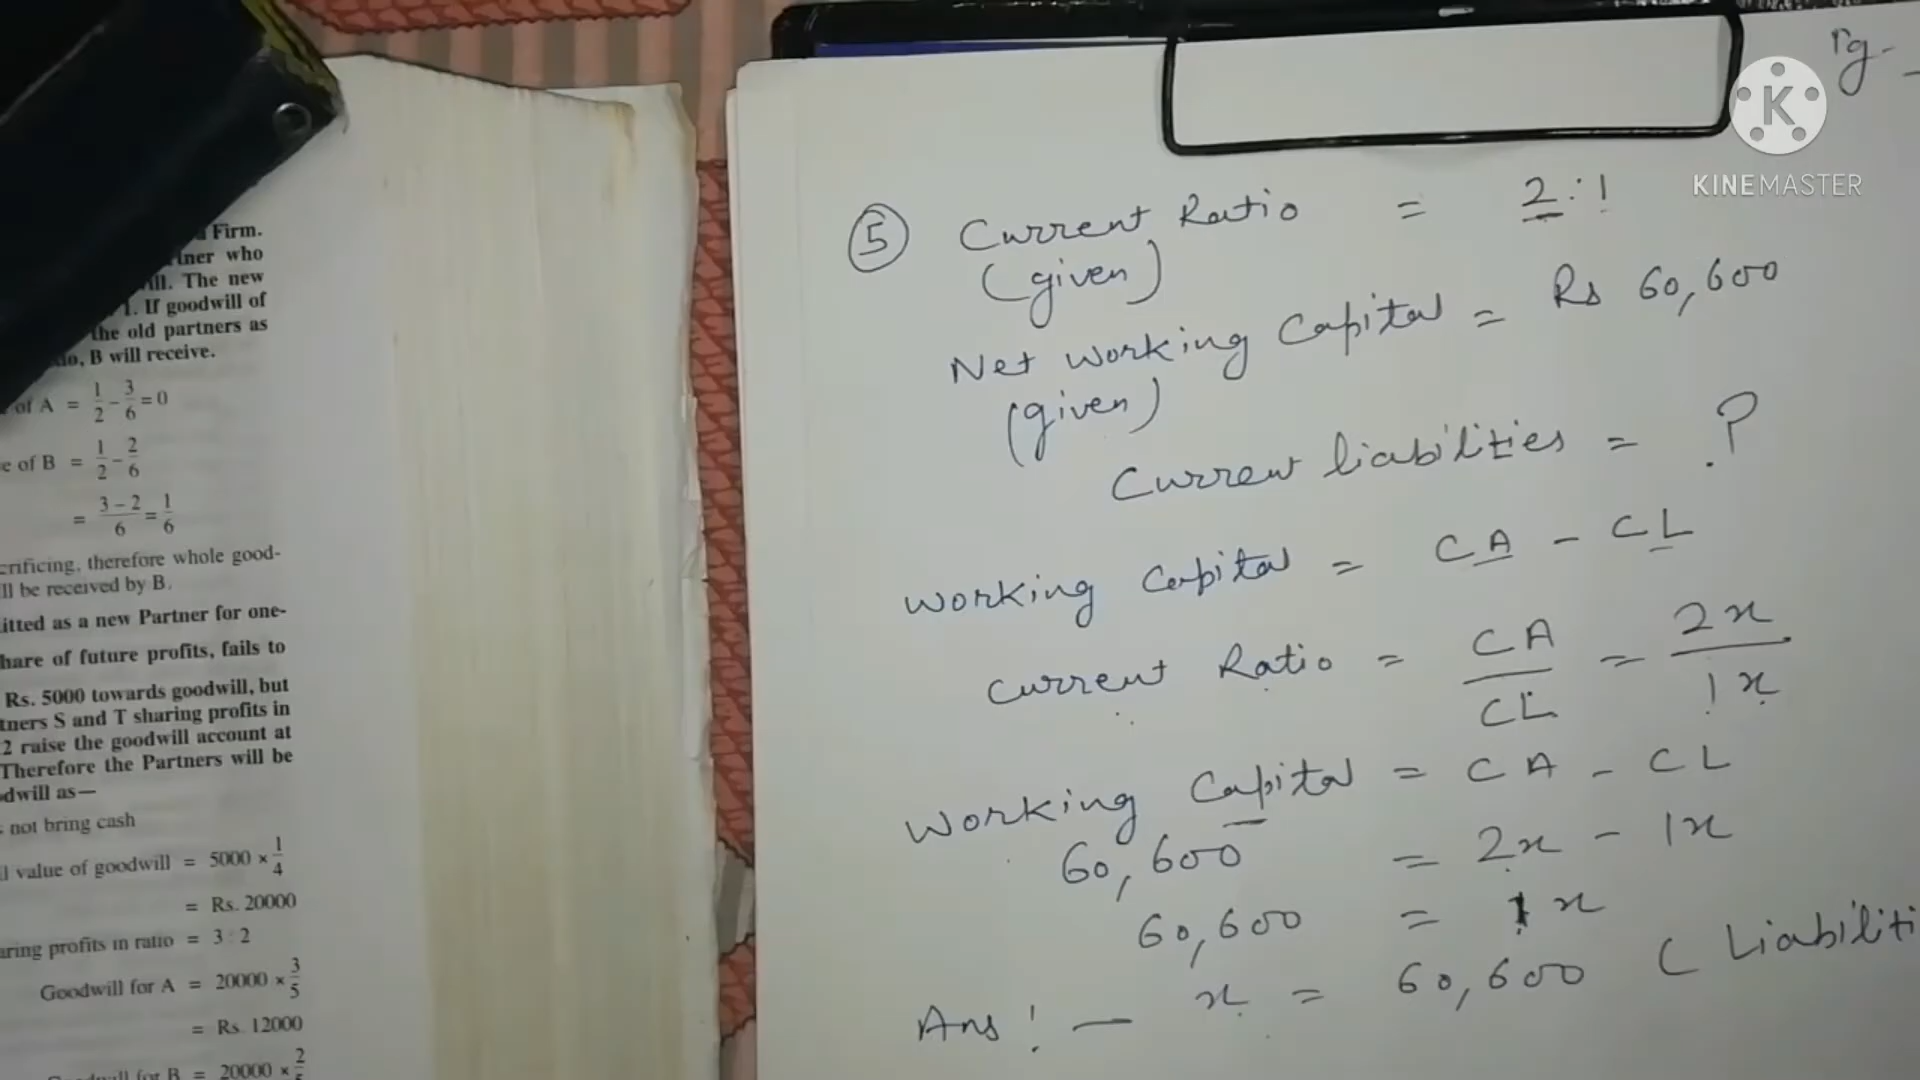 Firm.
who
The new
If goodwill of
the old partners as
B will receive.
of A = 1/2 - 3/6 = 0
e of B = 1/2 - 2/6
= 3 - 2/6 = 1/6
crificing, therefore whole good-
ll be received by B.
itted as a new Partner for one-
hare of future profits, fails to
Rs. 5000 towards goodwill, but
tners S and T sharing profits in
2 raise the goodwill account at
Therefore the Partners will be
dwill as—
not bring cash
l value of goodwill = 5000 × 1/4
= Rs. 20000
aring profits in ratio = 3 : 2
Goodwill for A = 20000 × 3/5
= Rs. 12000
for B = 20000 × 2
Pg-
KINEMASTER
5 Current Ratio = 2:1
(given)
Net working Capital = Rs 60,600
(given)
Current liabilities = ?
Working Capital = CA - CL
Current Ratio = CA/CL = 2x/1x
Working Capital = CA - CL
60,600 = 2x - 1x
60,600 = 1x
Ans! — x = 60,600 ( Liabiliti